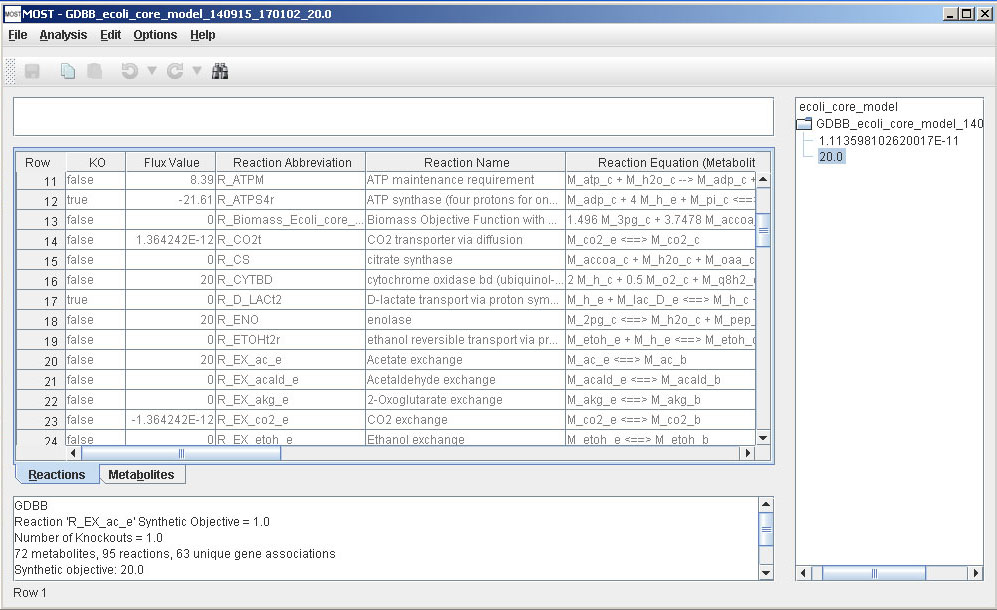 MOST MOST - GDBB_ecoli_core_model_140915_170102_20.0
File Analysis Edit Options Help
ecoli_core_model
GDBB_ecoli_core_model_140
1.113598102620017E-11
20.0
Row KO Flux Value Reaction Abbreviation Reaction Name Reaction Equation (Metabolit
11 false 8.39 R_ATPM ATP maintenance requirement M_atp_c + M_h2o_c --> M_adp_c +
12 true -21.61 R_ATPS4r ATP synthase (four protons for on... M_adp_c + 4 M_h_e + M_pi_c <==>
13 false 0 R_Biomass_Ecoli_core_... Biomass Objective Function with ... 1.496 M_3pg_c + 3.7478 M_accoa_
14 false 1.364242E-12 R_CO2t CO2 transporter via diffusion M_co2_e <==> M_co2_c
15 false 0 R_CS citrate synthase M_accoa_c + M_h2o_c + M_oaa_c
16 false 20 R_CYTBD cytochrome oxidase bd (ubiquinol-... 2 M_h_c + 0.5 M_o2_c + M_q8h2_c
17 true 0 R_D_LACt2 D-lactate transport via proton sym... M_h_e + M_lac_D_e <==> M_h_c +
18 false 20 R_ENO enolase M_2pg_c <==> M_h2o_c + M_pep_
19 false 0 R_ETOHt2r ethanol reversible transport via pr... M_etoh_e + M_h_e <==> M_etoh_c
20 false 20 R_EX_ac_e Acetate exchange M_ac_e <==> M_ac_b
21 false 0 R_EX_acald_e Acetaldehyde exchange M_acald_e <==> M_acald_b
22 false 0 R_EX_akg_e 2-Oxoglutarate exchange M_akg_e <==> M_akg_b
23 false -1.364242E-12 R_EX_co2_e CO2 exchange M_co2_e <==> M_co2_b
24 false 0 R_EX_etoh_e Ethanol exchange M_etoh_e <==> M_etoh_b
Reactions Metabolites
GDBB
Reaction 'R_EX_ac_e' Synthetic Objective = 1.0
Number of Knockouts = 1.0
72 metabolites, 95 reactions, 63 unique gene associations
Synthetic objective: 20.0
Row 1